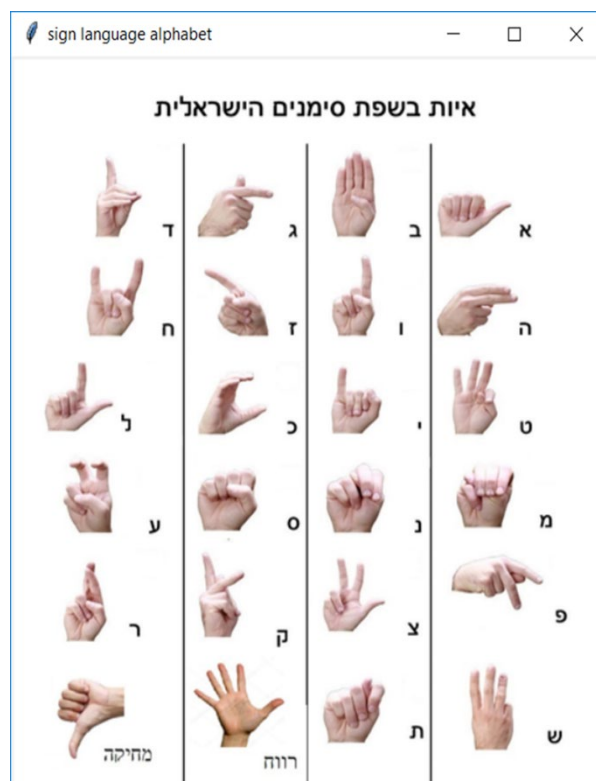 sign language alphabet
איות בשפת סימנים הישראלית
א
ב
ג
ד
ה
ו
ז
ח
ט
י
כ
ל
מ
נ
ס
ע
פ
צ
ק
ר
ש
ת
רווח
מחיקה